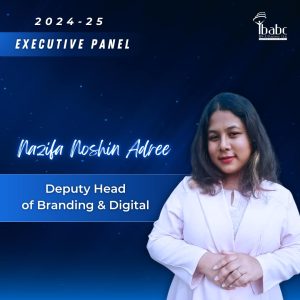 2024-25
EXECUTIVE PANEL
ibabc
Nazifa Noshin Adree
Deputy Head
of Branding & Digital